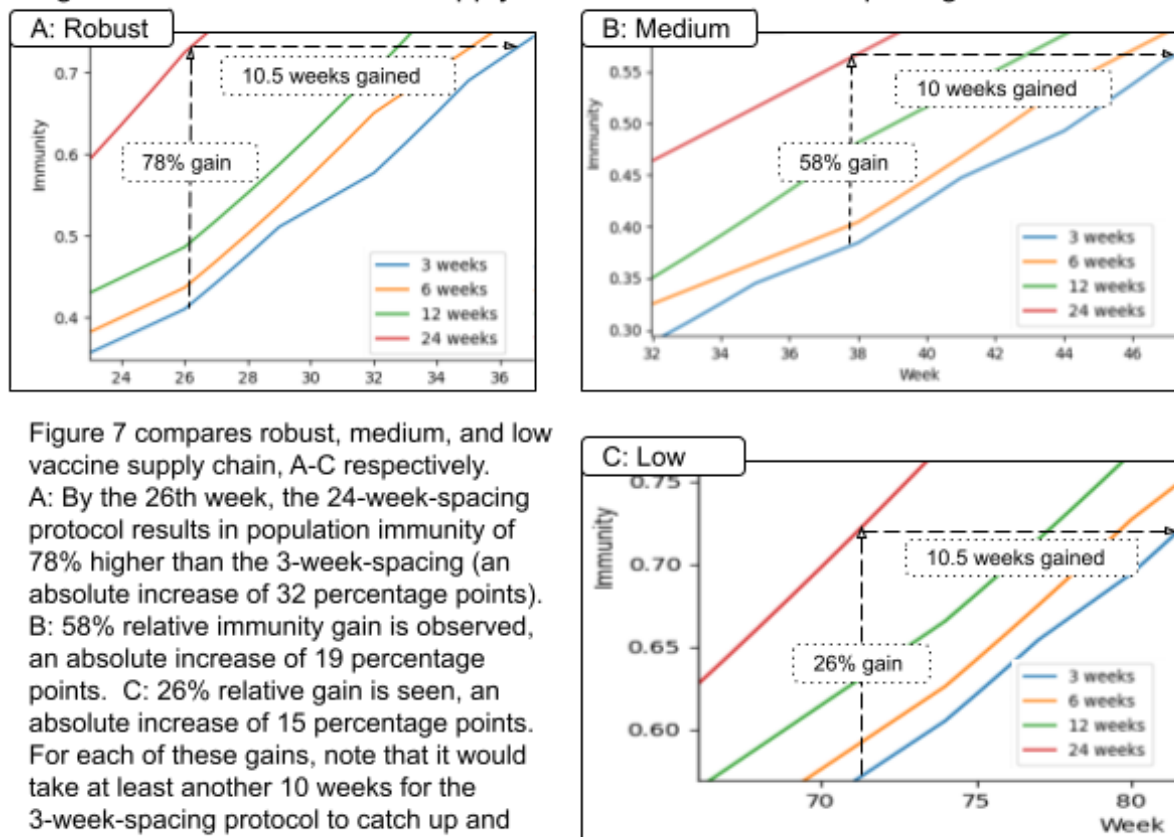 A: Robust
0.7
0.6
0.5
0.4
Immunity
10.5 weeks gained
78% gain
3 weeks
6 weeks
12 weeks
24 weeks
24 26 28 30 32 34 36
B: Medium
0.55
0.50
0.45
0.40
0.35
0.30
Immunity
10 weeks gained
58% gain
3 weeks
6 weeks
12 weeks
24 weeks
32 34 36 38 40 42 44 46
Week
Figure 7 compares robust, medium, and low
vaccine supply chain, A-C respectively.
A: By the 26th week, the 24-week-spacing
protocol results in population immunity of
78% higher than the 3-week-spacing (an
absolute increase of 32 percentage points).
B: 58% relative immunity gain is observed,
an absolute increase of 19 percentage
points. C: 26% relative gain is seen, an
absolute increase of 15 percentage points.
For each of these gains, note that it would
take at least another 10 weeks for the
3-week-spacing protocol to catch up and
C: Low
0.75
0.70
0.65
0.60
Immunity
10.5 weeks gained
26% gain
3 weeks
6 weeks
12 weeks
24 weeks
70 75 80
Week